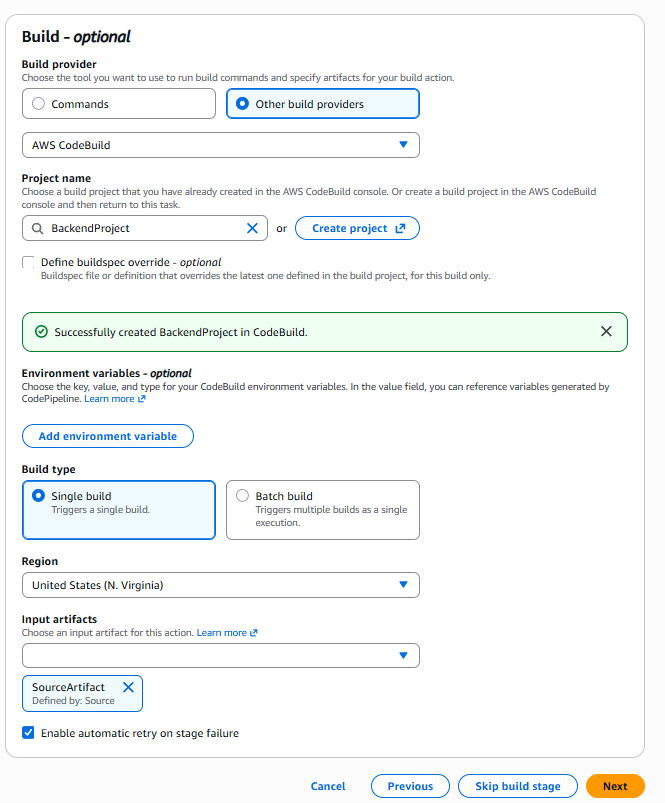 Build - optional
Build provider
Choose the tool you want to use to run build commands and specify artifacts for your build action.
Commands
Other build providers
AWS CodeBuild
Project name
Choose a build project that you have already created in the AWS CodeBuild console. Or create a build project in the AWS CodeBuild
console and then return to this task.
BackendProject
or
Create project
Define buildspec override - optional
Buildspec file or definition that overrides the latest one defined in the build project, for this build only.
Successfully created BackendProject in CodeBuild.
Environment variables - optional
Choose the key, value, and type for your CodeBuild environment variables. In the value field, you can reference variables generated by
CodePipeline. Learn more
Add environment variable
Build type
Single build
Triggers a single build.
Batch build
Triggers multiple builds as a single
execution.
Region
United States (N. Virginia)
Input artifacts
Choose an input artifact for this action. Learn more
SourceArtifact
Defined by: Source
Enable automatic retry on stage failure
Cancel
Previous
Skip build stage
Next